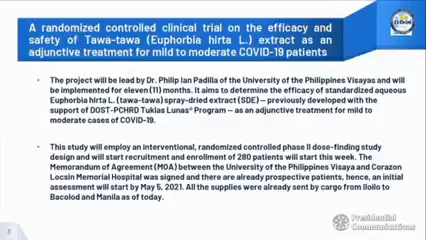 A randomized controlled clinical trial on the efficacy and
safety of Tawa-tawa (Euphorbia hirta L.) extract as an
adjunctive treatment for mild to moderate COVID-19 patients
• The project will be lead by Dr. Philip Ian Padilla of the University of the Philippines Visayas and will
be implemented for eleven (11) months. It aims to determine the efficacy of standardized aqueous
Euphorbia hirta L. (tawa-tawa) spray-dried extract (SDE) – previously developed with the
support of DOST-PCHRD Tuklas Lunas® Program – as an adjunctive treatment for mild to
moderate cases of COVID-19.
• This study will employ an interventional, randomized controlled phase II dose-finding study
design and will start recruitment and enrollment of 280 patients will start this week. The
Memorandum of Agreement (MOA) between the University of the Philippines Visaya and Corazon
Locsin Memorial Hospital was signed and there are already prospective patients, hence, an initial
assessment will start by May 5, 2021. All the supplies were already sent by cargo from Iloilo to
Bacolod and Manila as of today.
3
Presidential
Communications